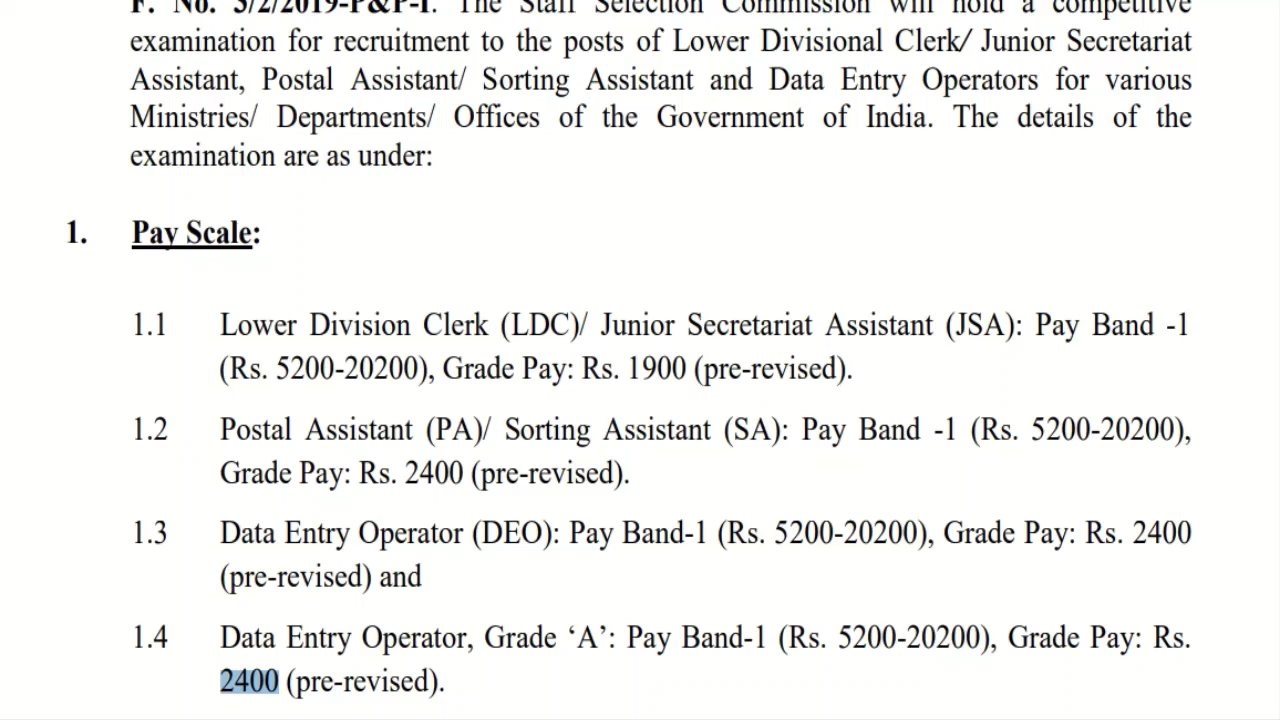 F. No. 3/2/2019-P&P-I. The Staff Selection Commission will hold a competitive
examination for recruitment to the posts of Lower Divisional Clerk/ Junior Secretariat
Assistant, Postal Assistant/ Sorting Assistant and Data Entry Operators for various
Ministries/ Departments/ Offices of the Government of India. The details of the
examination are as under:
1. Pay Scale:
1.1 Lower Division Clerk (LDC)/ Junior Secretariat Assistant (JSA): Pay Band -1
(Rs. 5200-20200), Grade Pay: Rs. 1900 (pre-revised).
1.2 Postal Assistant (PA)/ Sorting Assistant (SA): Pay Band -1 (Rs. 5200-20200),
Grade Pay: Rs. 2400 (pre-revised).
1.3 Data Entry Operator (DEO): Pay Band-1 (Rs. 5200-20200), Grade Pay: Rs. 2400
(pre-revised) and
1.4 Data Entry Operator, Grade ‘A’: Pay Band-1 (Rs. 5200-20200), Grade Pay: Rs.
2400 (pre-revised).